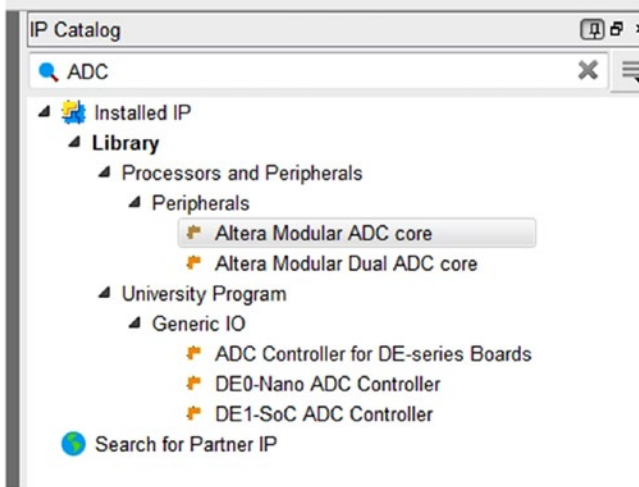 IP Catalog
ADC
Installed IP
Library
Processors and Peripherals
Peripherals
Altera Modular ADC core
Altera Modular Dual ADC core
University Program
Generic IO
ADC Controller for DE-series Boards
DE0-Nano ADC Controller
DE1-SoC ADC Controller
Search for Partner IP